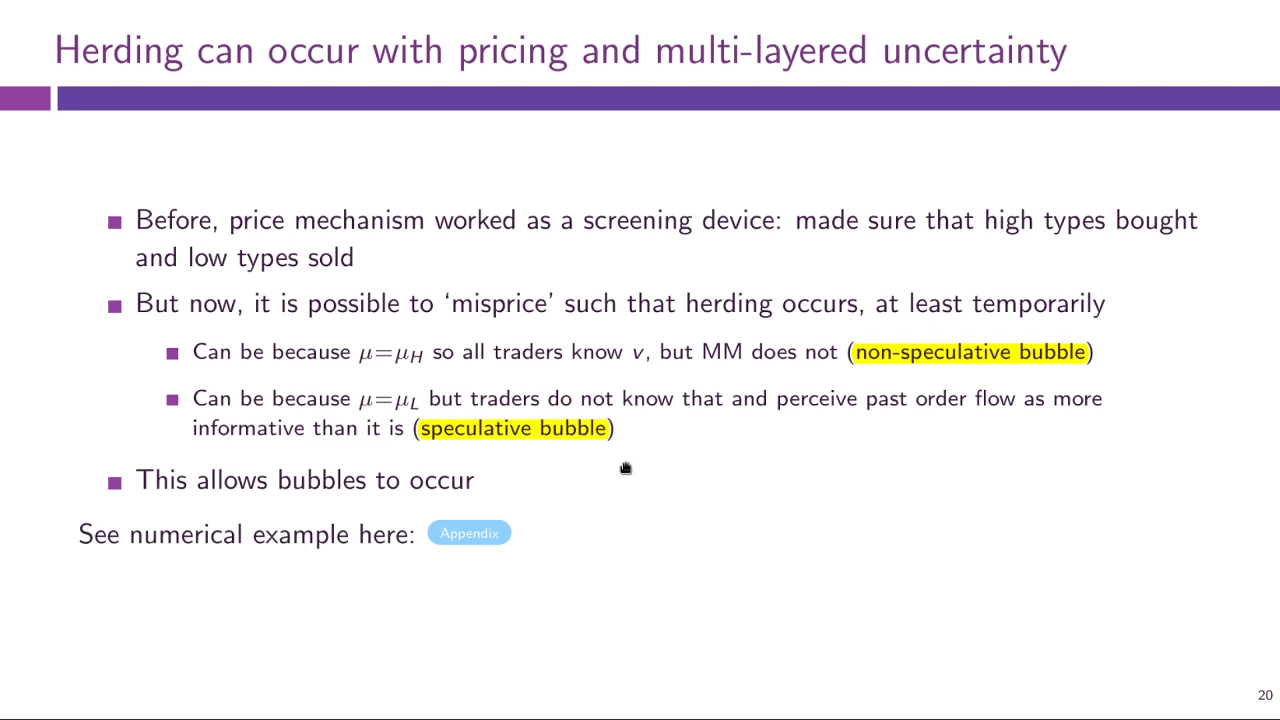 Herding can occur with pricing and multi-layered uncertainty
Before, price mechanism worked as a screening device: made sure that high types bought
and low types sold
But now, it is possible to ‘misprice’ such that herding occurs, at least temporarily
Can be because μ=μ_H so all traders know v, but MM does not (non-speculative bubble)
Can be because μ=μ_L but traders do not know that and perceive past order flow as more
informative than it is (speculative bubble)
This allows bubbles to occur
See numerical example here: Appendix
20